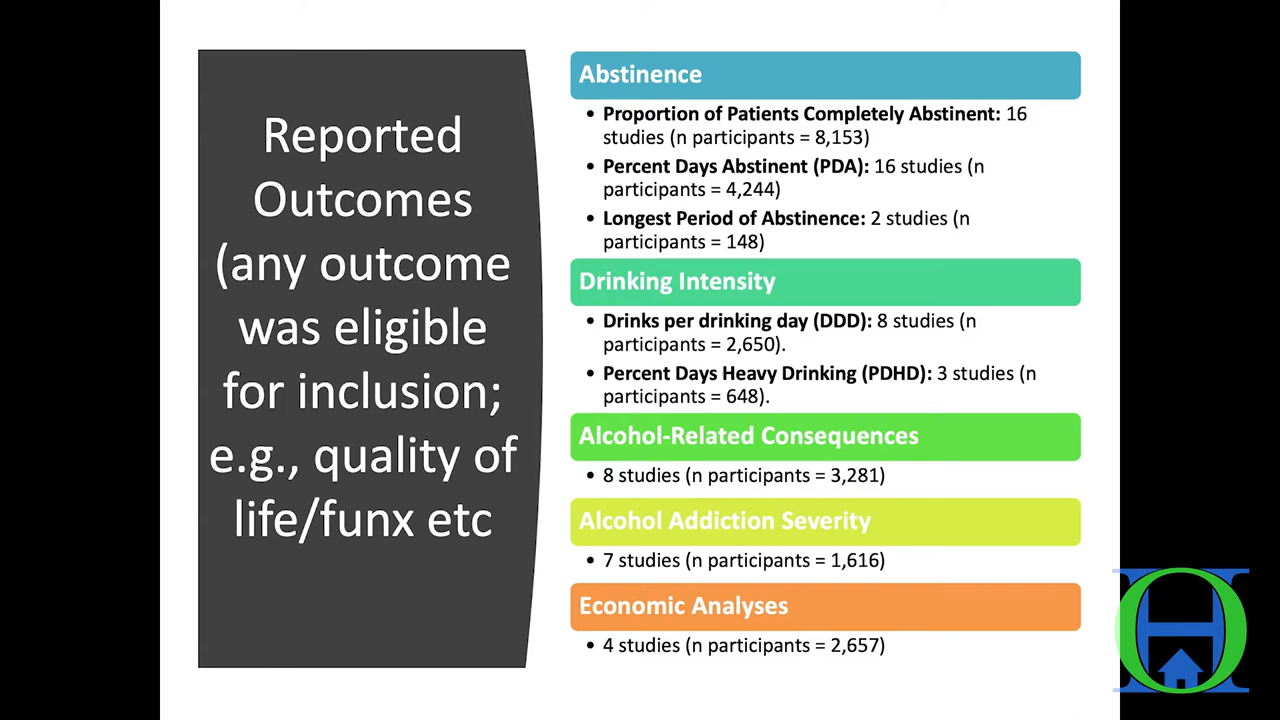 Reported
Outcomes
(any outcome
was eligible
for inclusion;
e.g., quality of
life/funx etc
Abstinence
• Proportion of Patients Completely Abstinent: 16
studies (n participants = 8,153)
• Percent Days Abstinent (PDA): 16 studies (n
participants = 4,244)
• Longest Period of Abstinence: 2 studies (n
participants = 148)
Drinking Intensity
• Drinks per drinking day (DDD): 8 studies (n
participants = 2,650).
• Percent Days Heavy Drinking (PDHD): 3 studies (n
participants = 648).
Alcohol-Related Consequences
• 8 studies (n participants = 3,281)
Alcohol Addiction Severity
• 7 studies (n participants = 1,616)
Economic Analyses
• 4 studies (n participants = 2,657)
OH